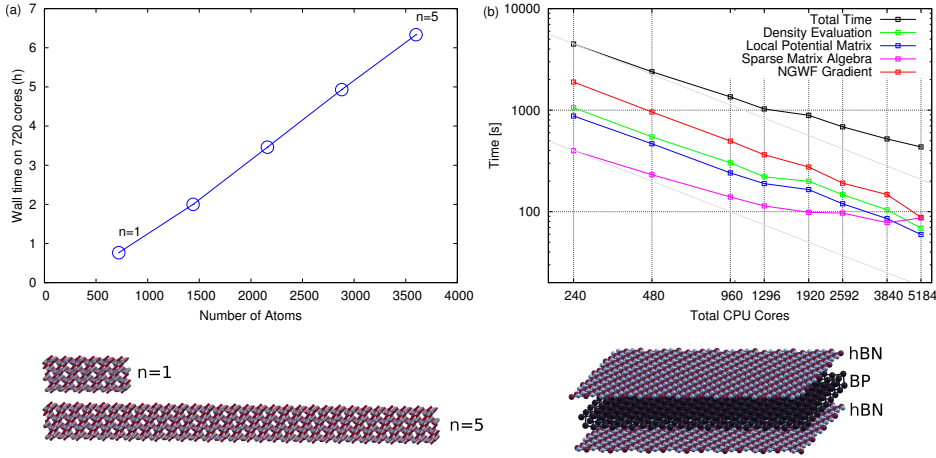 (a)
n=5
n=1
Wall time on 720 cores (h)
7
6
5
4
3
2
1
0
0 500 1000 1500 2000 2500 3000 3500 4000
Number of Atoms
n=1
n=5
(b)
Total Time
Density Evaluation
Local Potential Matrix
Sparse Matrix Algebra
NGWF Gradient
Time [s]
10000
1000
100
240 480 960 1296 1920 2592 3840 5184
Total CPU Cores
hBN
BP
hBN